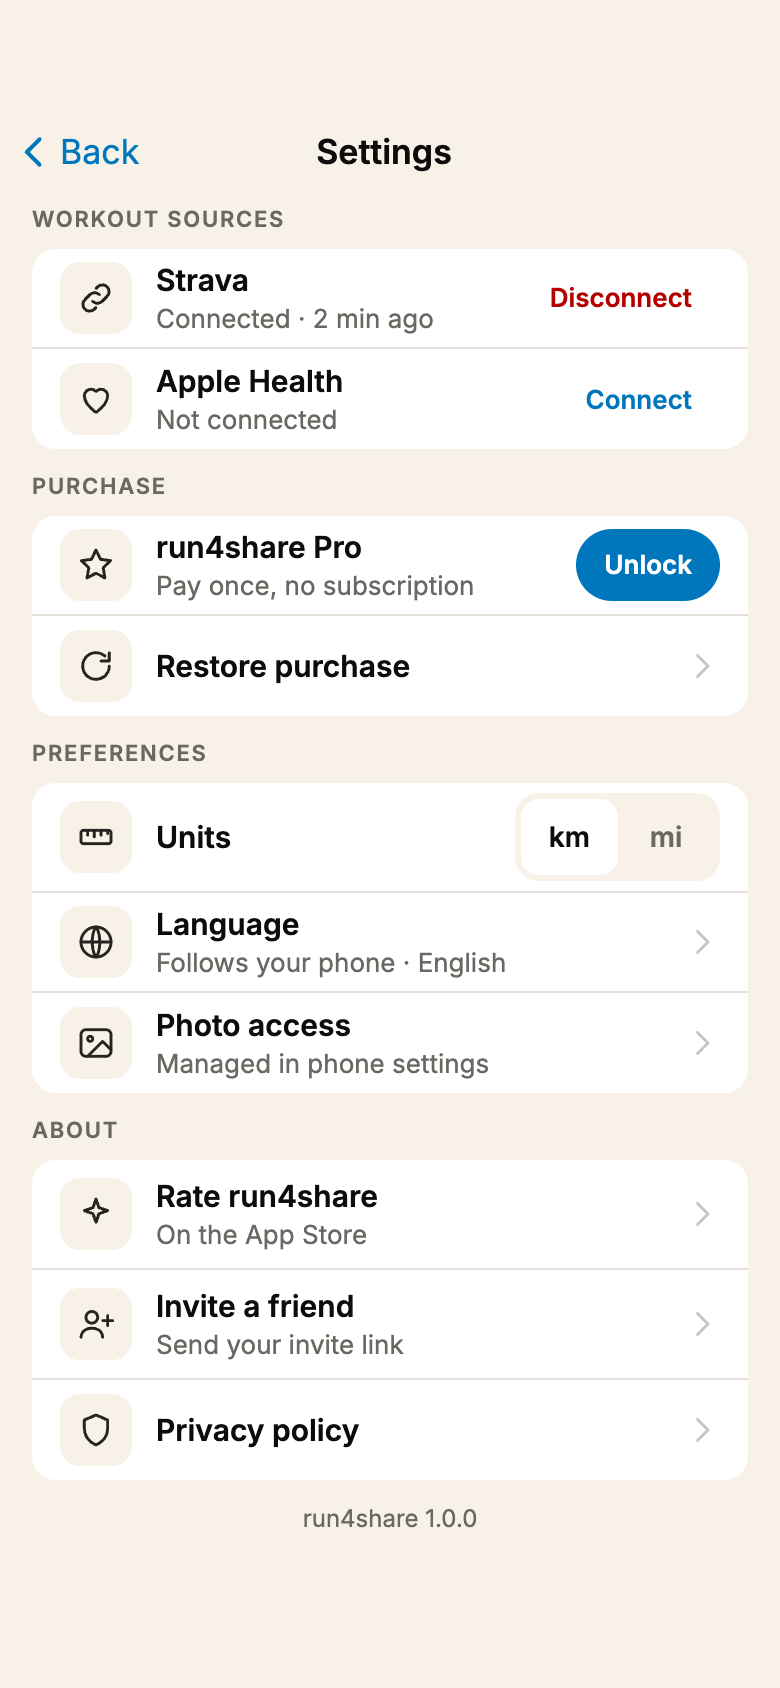 Back
Settings
WORKOUT SOURCES
Strava
Connected · 2 min ago
Disconnect
Apple Health
Not connected
Connect
PURCHASE
run4share Pro
Pay once, no subscription
Unlock
Restore purchase
PREFERENCES
Units
km
mi
Language
Follows your phone · English
Photo access
Managed in phone settings
ABOUT
Rate run4share
On the App Store
Invite a friend
Send your invite link
Privacy policy
run4share 1.0.0